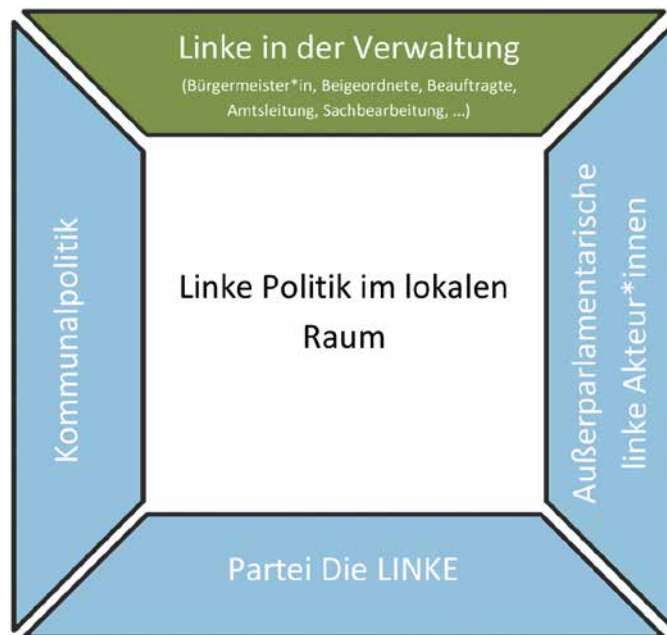 Linke in der Verwaltung
(Bürgermeister*in, Beigeordnete, Beauftragte,
Amtsleitung, Sachbearbeitung, ...)
Kommunalpolitik
Linke Politik im lokalen
Raum
Außerparlamentarische
linke Akteur*innen
Partei Die LINKE